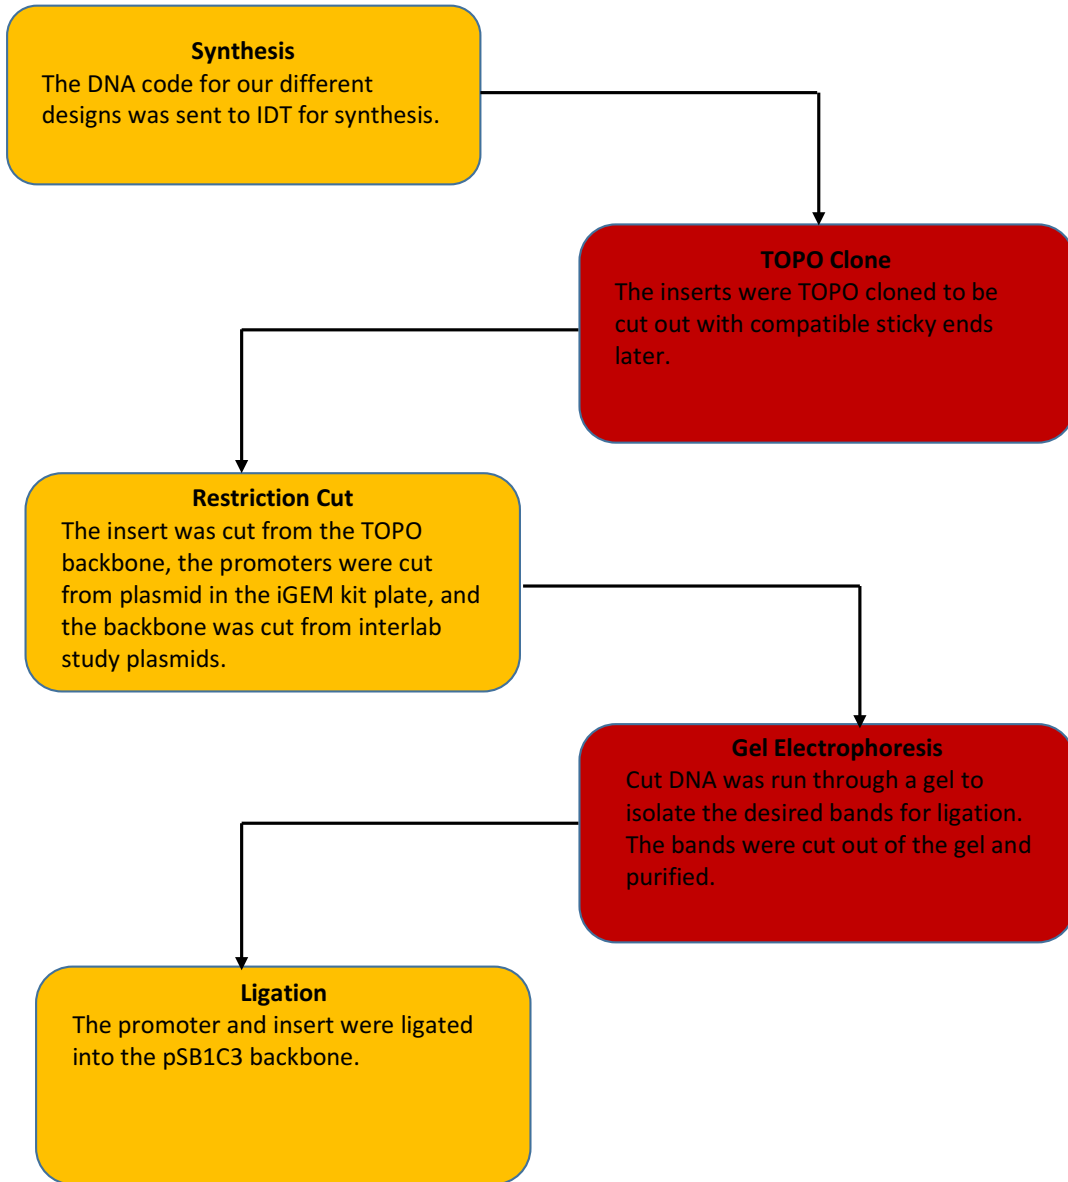 Synthesis
The DNA code for our different
designs was sent to IDT for synthesis.
TOPO Clone
The inserts were TOPO cloned to be
cut out with compatible sticky ends
later.
Restriction Cut
The insert was cut from the TOPO
backbone, the promoters were cut
from plasmid in the iGEM kit plate, and
the backbone was cut from interlab
study plasmids.
Gel Electrophoresis
Cut DNA was run through a gel to
isolate the desired bands for ligation.
The bands were cut out of the gel and
purified.
Ligation
The promoter and insert were ligated
into the pSB1C3 backbone.